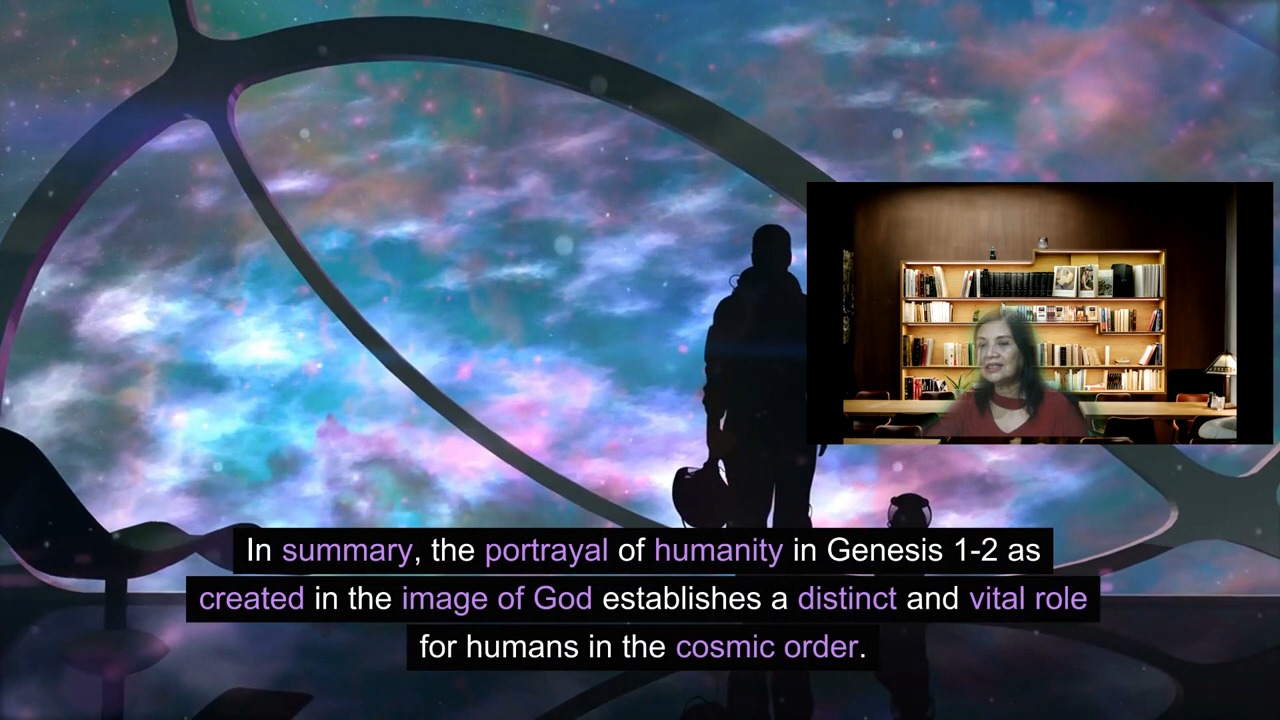 In summary, the portrayal of humanity in Genesis 1-2 as
created in the image of God establishes a distinct and vital role
for humans in the cosmic order.